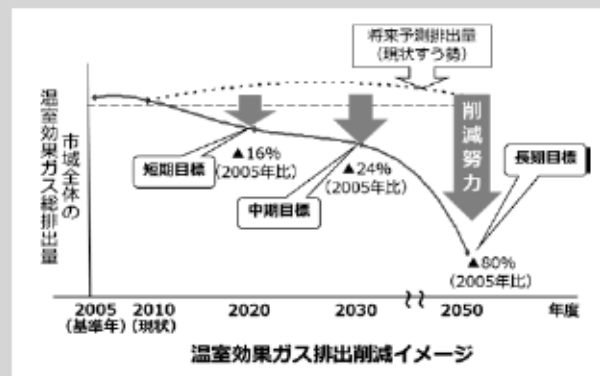 将来予測排出量
(現状すう勢)
市域全体の
温室効果ガス総排出量
削減努力
短期目標
▲16%
(2005年比)
中期目標
▲24%
(2005年比)
長期目標
▲80%
(2005年比)
2005
(基準年)
2010
(現状)
2020
2030
2050
年度
温室効果ガス排出削減イメージ